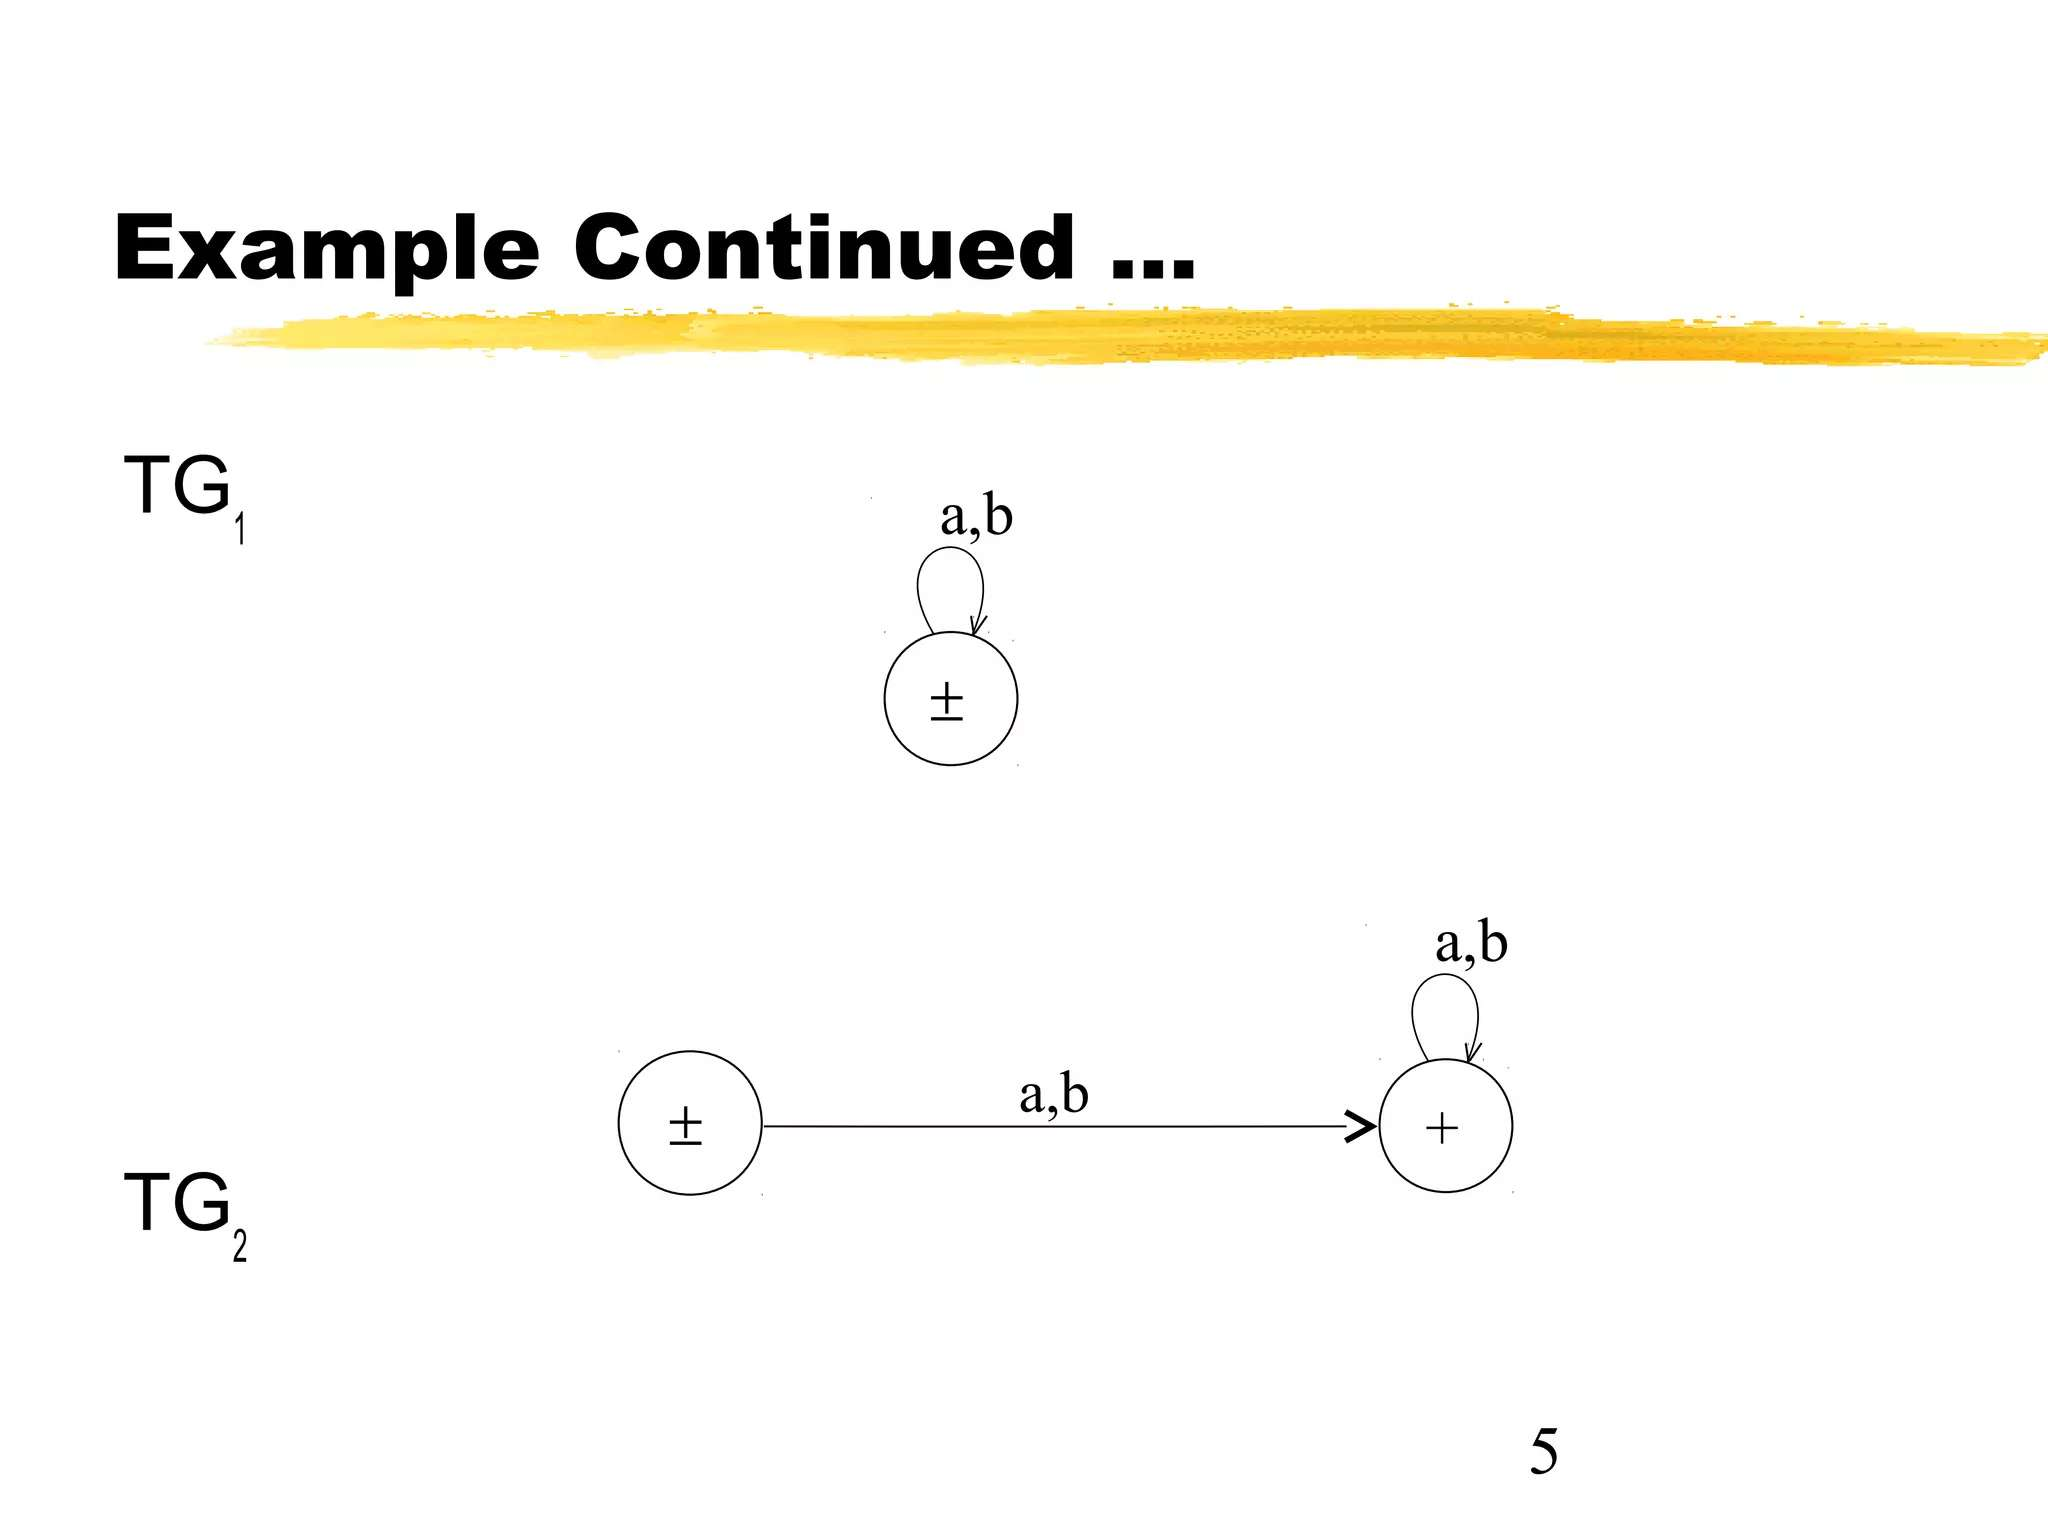 Example Continued …
TG1
a,b
±
a,b
± a,b +
TG2
5